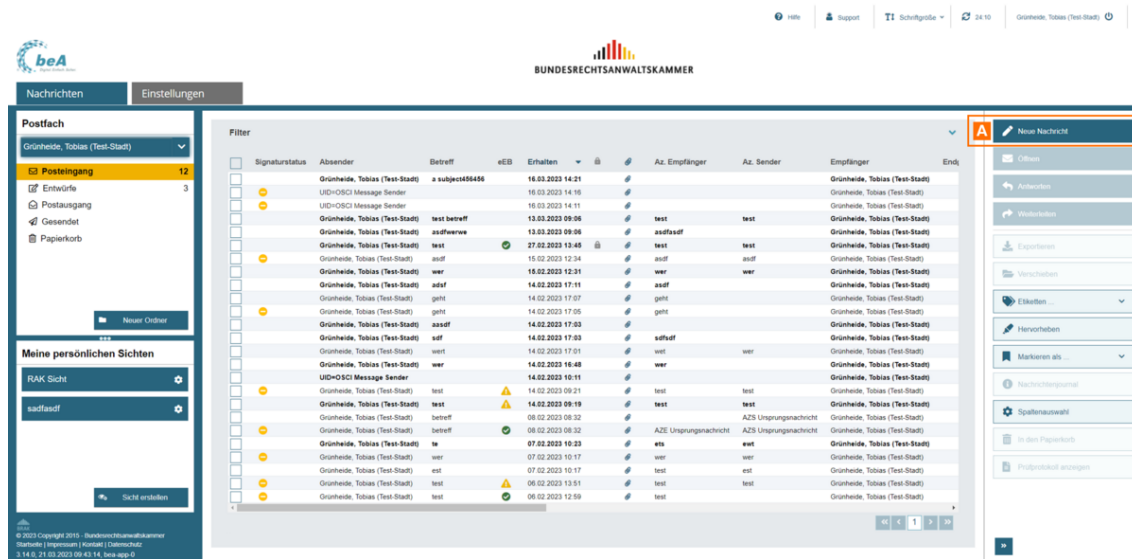 Hilfe Support Schriftgröße 24:10 Grünheide, Tobias (Test-Stadt)
beA
BUNDESRECHTSANWALTSKAMMER
Nachrichten Einstellungen
Postfach
Grünheide, Tobias (Test-Stadt)
Posteingang 12
Entwürfe 3
Postausgang
Gesendet
Papierkorb
Neuer Ordner
Meine persönlichen Sichten
RAK Sicht
sadfasdf
Sicht erstellen
BRAK
© 2023 Copyright 2015 - Bundesrechtsanwaltskammer
Startseite | Impressum | Kontakt | Datenschutz
3.14.0, 21.03.2023 09:43:14, bea-app-0
Filter
Signaturstatus Absender Betreff eEB Erhalten Az. Empfänger Az. Sender Empfänger
Grünheide, Tobias (Test-Stadt) a subject456456 16.03.2023 14:21 Grünheide, Tobias (Test-Stadt)
UID=OSCI Message Sender 16.03.2023 14:16 Grünheide, Tobias (Test-Stadt)
UID=OSCI Message Sender 16.03.2023 14:11 Grünheide, Tobias (Test-Stadt)
Grünheide, Tobias (Test-Stadt) test betreff 13.03.2023 09:06 test test Grünheide, Tobias (Test-Stadt)
Grünheide, Tobias (Test-Stadt) asdfwerwe 13.03.2023 09:06 asdfasdf Grünheide, Tobias (Test-Stadt)
Grünheide, Tobias (Test-Stadt) test 27.02.2023 13:45 test test Grünheide, Tobias (Test-Stadt)
Grünheide, Tobias (Test-Stadt) asdf 15.02.2023 12:34 asdf asdf Grünheide, Tobias (Test-Stadt)
Grünheide, Tobias (Test-Stadt) wer 15.02.2023 12:31 wer wer Grünheide, Tobias (Test-Stadt)
Grünheide, Tobias (Test-Stadt) adsf 14.02.2023 17:11 asdf Grünheide, Tobias (Test-Stadt)
Grünheide, Tobias (Test-Stadt) geht 14.02.2023 17:07 geht Grünheide, Tobias (Test-Stadt)
Grünheide, Tobias (Test-Stadt) geht 14.02.2023 17:05 geht Grünheide, Tobias (Test-Stadt)
Grünheide, Tobias (Test-Stadt) aasdf 14.02.2023 17:03 Grünheide, Tobias (Test-Stadt)
Grünheide, Tobias (Test-Stadt) sdf 14.02.2023 17:03 sdfsdf Grünheide, Tobias (Test-Stadt)
Grünheide, Tobias (Test-Stadt) wert 14.02.2023 17:01 wet wer Grünheide, Tobias (Test-Stadt)
Grünheide, Tobias (Test-Stadt) wer 14.02.2023 16:48 wer Grünheide, Tobias (Test-Stadt)
UID=OSCI Message Sender 14.02.2023 10:11 Grünheide, Tobias (Test-Stadt)
Grünheide, Tobias (Test-Stadt) test 14.02.2023 09:21 test test Grünheide, Tobias (Test-Stadt)
Grünheide, Tobias (Test-Stadt) test 14.02.2023 09:19 test test Grünheide, Tobias (Test-Stadt)
Grünheide, Tobias (Test-Stadt) betreff 08.02.2023 08:32 AZS Ursprungsnachricht Grünheide, Tobias (Test-Stadt)
Grünheide, Tobias (Test-Stadt) betreff 08.02.2023 08:32 AZE Ursprungsnachricht AZS Ursprungsnachricht Grünheide, Tobias (Test-Stadt)
Grünheide, Tobias (Test-Stadt) te 07.02.2023 10:23 ets ewt Grünheide, Tobias (Test-Stadt)
Grünheide, Tobias (Test-Stadt) wer 07.02.2023 10:17 wer wer Grünheide, Tobias (Test-Stadt)
Grünheide, Tobias (Test-Stadt) est 07.02.2023 10:17 test est Grünheide, Tobias (Test-Stadt)
Grünheide, Tobias (Test-Stadt) test 06.02.2023 13:51 test test Grünheide, Tobias (Test-Stadt)
Grünheide, Tobias (Test-Stadt) test 06.02.2023 12:59 test Grünheide, Tobias (Test-Stadt)
1
A Neue Nachricht
Öffnen
Antworten
Weiterleiten
Exportieren
Verschieben
Etiketten ...
Hervorheben
Markieren als ...
Nachrichtenjournal
Spaltenauswahl
In den Papierkorb
Prüfprotokoll anzeigen